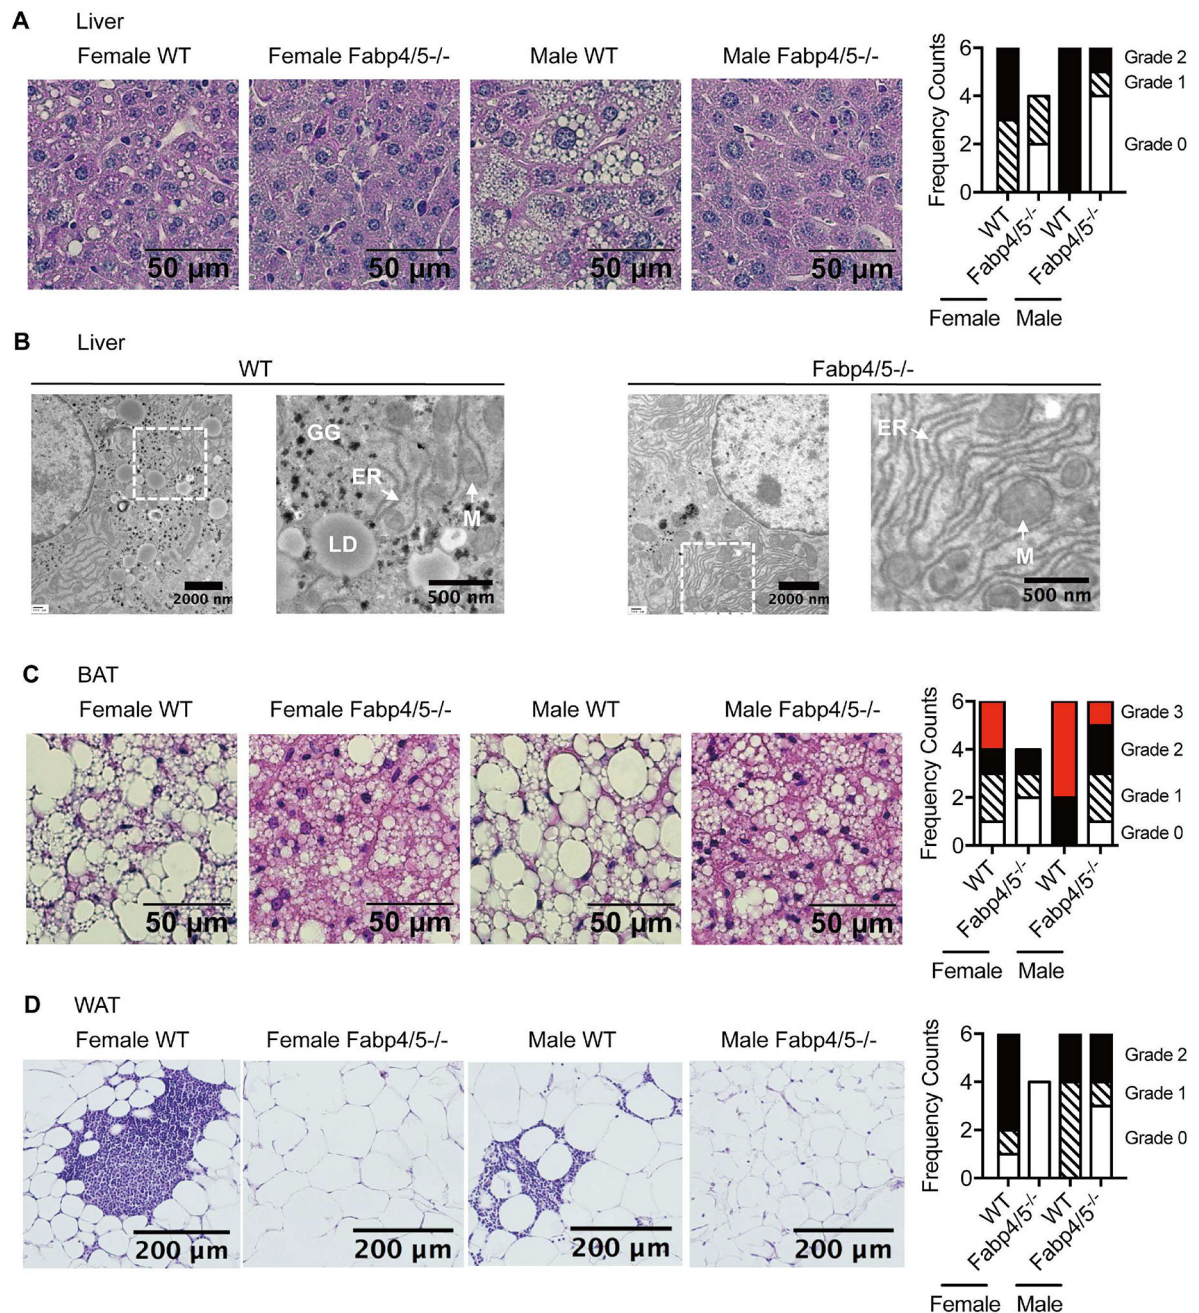 A Liver
Female WT Female Fabp4/5-/- Male WT Male Fabp4/5-/-
50 µm 50 µm 50 µm 50 µm
Frequency Counts
6
4
2
0
Grade 2
Grade 1
Grade 0
WT Fabp4/5-/- WT Fabp4/5-/-
Female Male
B Liver
WT Fabp4/5-/-
GG
ER
M
LD
2000 nm 500 nm
ER
M
2000 nm 500 nm
C BAT
Female WT Female Fabp4/5-/- Male WT Male Fabp4/5-/-
50 µm 50 µm 50 µm 50 µm
Frequency Counts
6
4
2
0
Grade 3
Grade 2
Grade 1
Grade 0
WT Fabp4/5-/- WT Fabp4/5-/-
Female Male
D WAT
Female WT Female Fabp4/5-/- Male WT Male Fabp4/5-/-
200 µm 200 µm 200 µm 200 µm
Frequency Counts
6
4
2
0
Grade 2
Grade 1
Grade 0
WT Fabp4/5-/- WT Fabp4/5-/-
Female Male